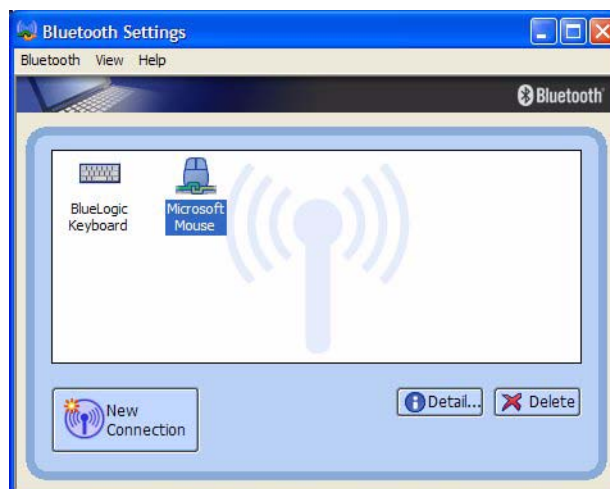 Bluetooth Settings
Bluetooth View Help
Bluetooth®
BlueLogic
Keyboard
Microsoft
Mouse
New
Connection
Detail...
Delete